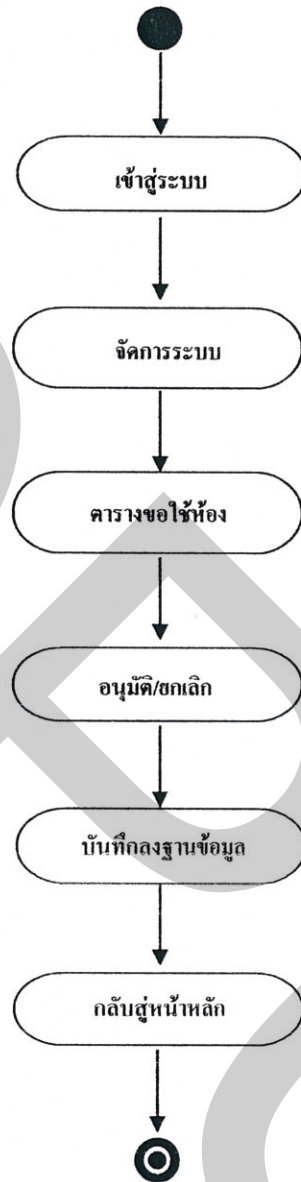 เข้าสู่ระบบ
จัดการระบบ
ตารางขอใช้ห้อง
อนุมัติ/ยกเลิก
บันทึกลงฐานข้อมูล
กลับสู่หน้าหลัก